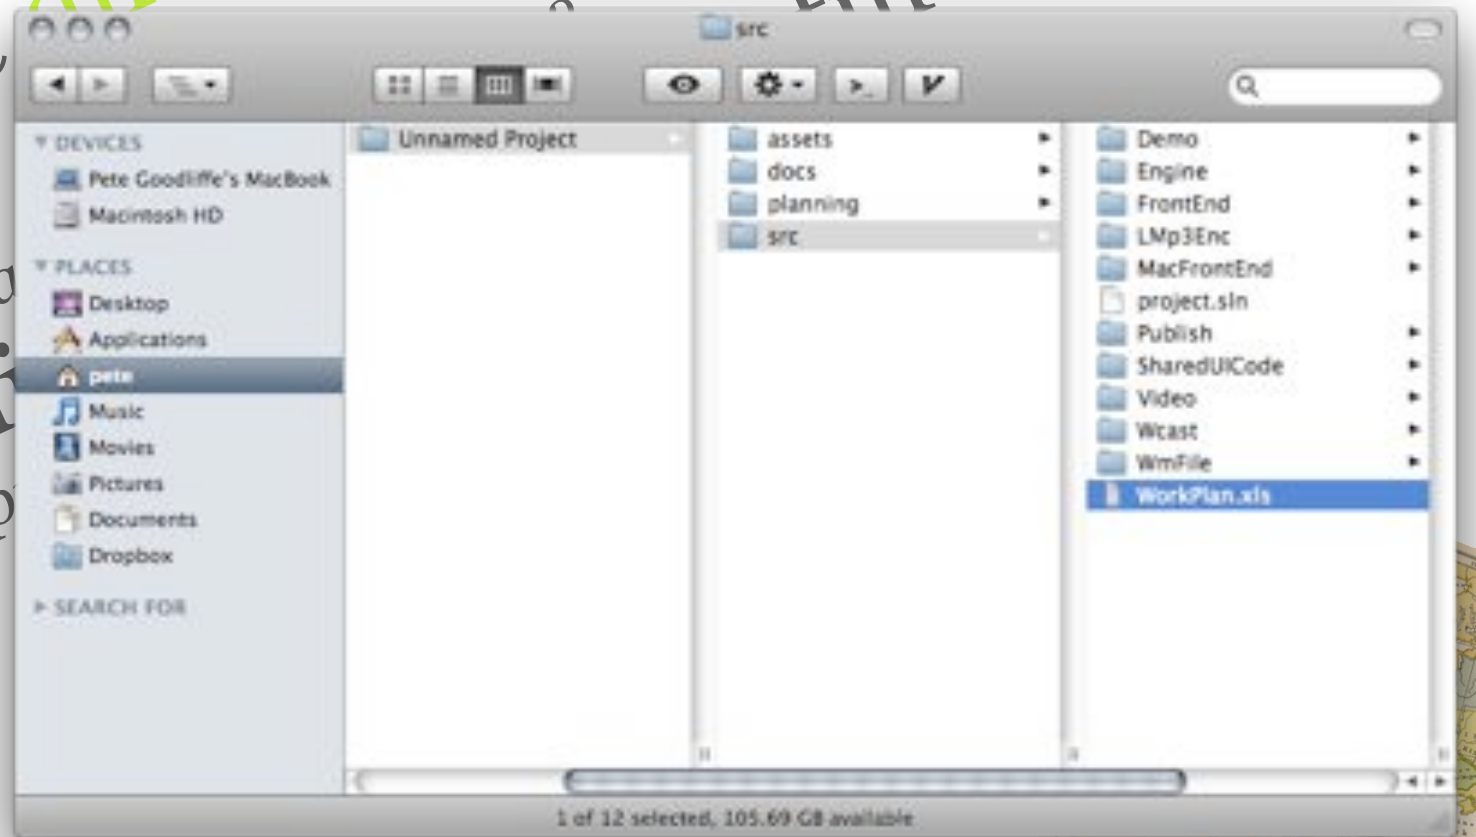 src
DEVICES
Pete Goodliffe's MacBook
Macintosh HD
PLACES
Desktop
Applications
pete
Music
Movies
Pictures
Documents
Dropbox
SEARCH FOR
Unnamed Project
assets
docs
planning
src
Demo
Engine
FrontEnd
LMp3Enc
MacFrontEnd
project.sln
Publish
SharedUICode
Video
Wcast
WmFile
WorkPlan.xls
1 of 12 selected, 105.69 GB available